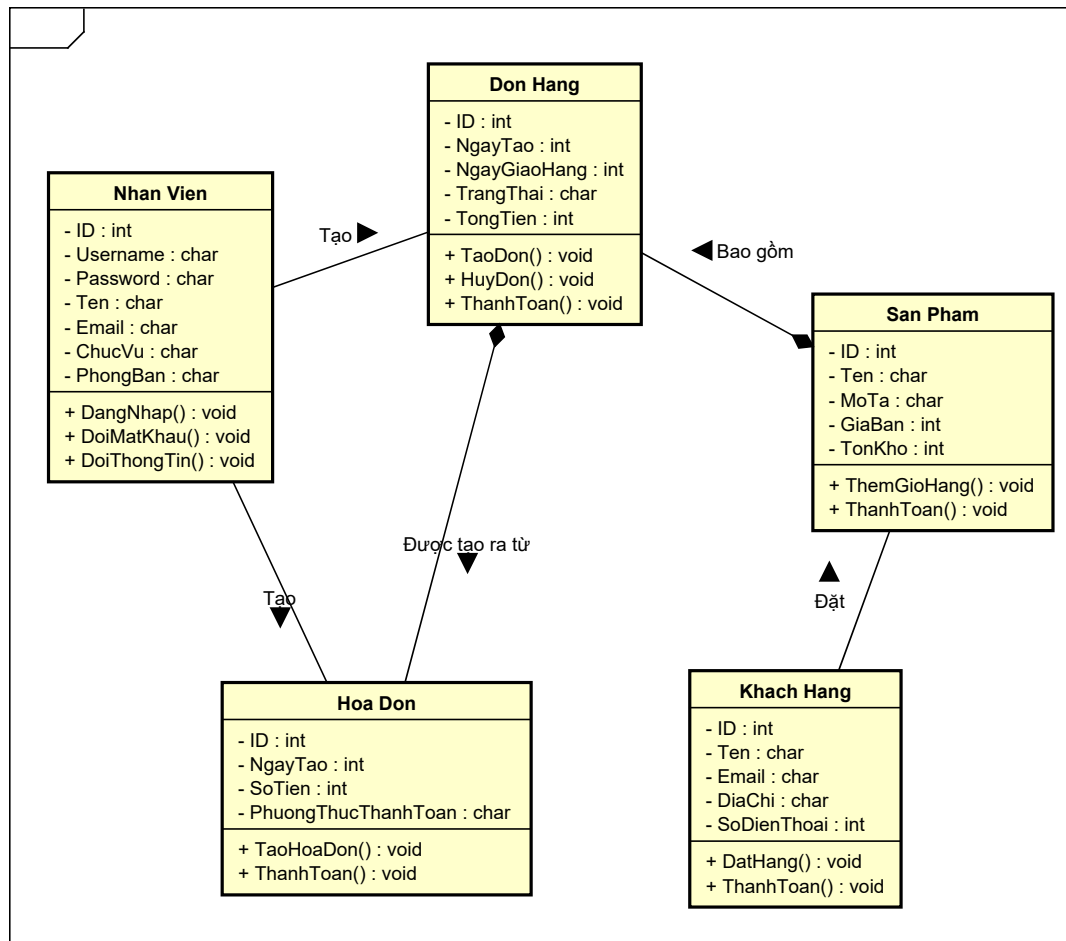 Don Hang
- ID : int
- NgayTao : int
- NgayGiaoHang : int
- TrangThai : char
- TongTien : int
+ TaoDon() : void
+ HuyDon() : void
+ ThanhToan() : void
Nhan Vien
- ID : int
- Username : char
- Password : char
- Ten : char
- Email : char
- ChucVu : char
- PhongBan : char
+ DangNhap() : void
+ DoiMatKhau() : void
+ DoiThongTin() : void
Tạo
Bao gồm
San Pham
- ID : int
- Ten : char
- MoTa : char
- GiaBan : int
- TonKho : int
+ ThemGioHang() : void
+ ThanhToan() : void
Được tạo ra từ
Tạo
Đặt
Hoa Don
- ID : int
- NgayTao : int
- SoTien : int
- PhuongThucThanhToan : char
+ TaoHoaDon() : void
+ ThanhToan() : void
Khach Hang
- ID : int
- Ten : char
- Email : char
- DiaChi : char
- SoDienThoai : int
+ DatHang() : void
+ ThanhToan() : void